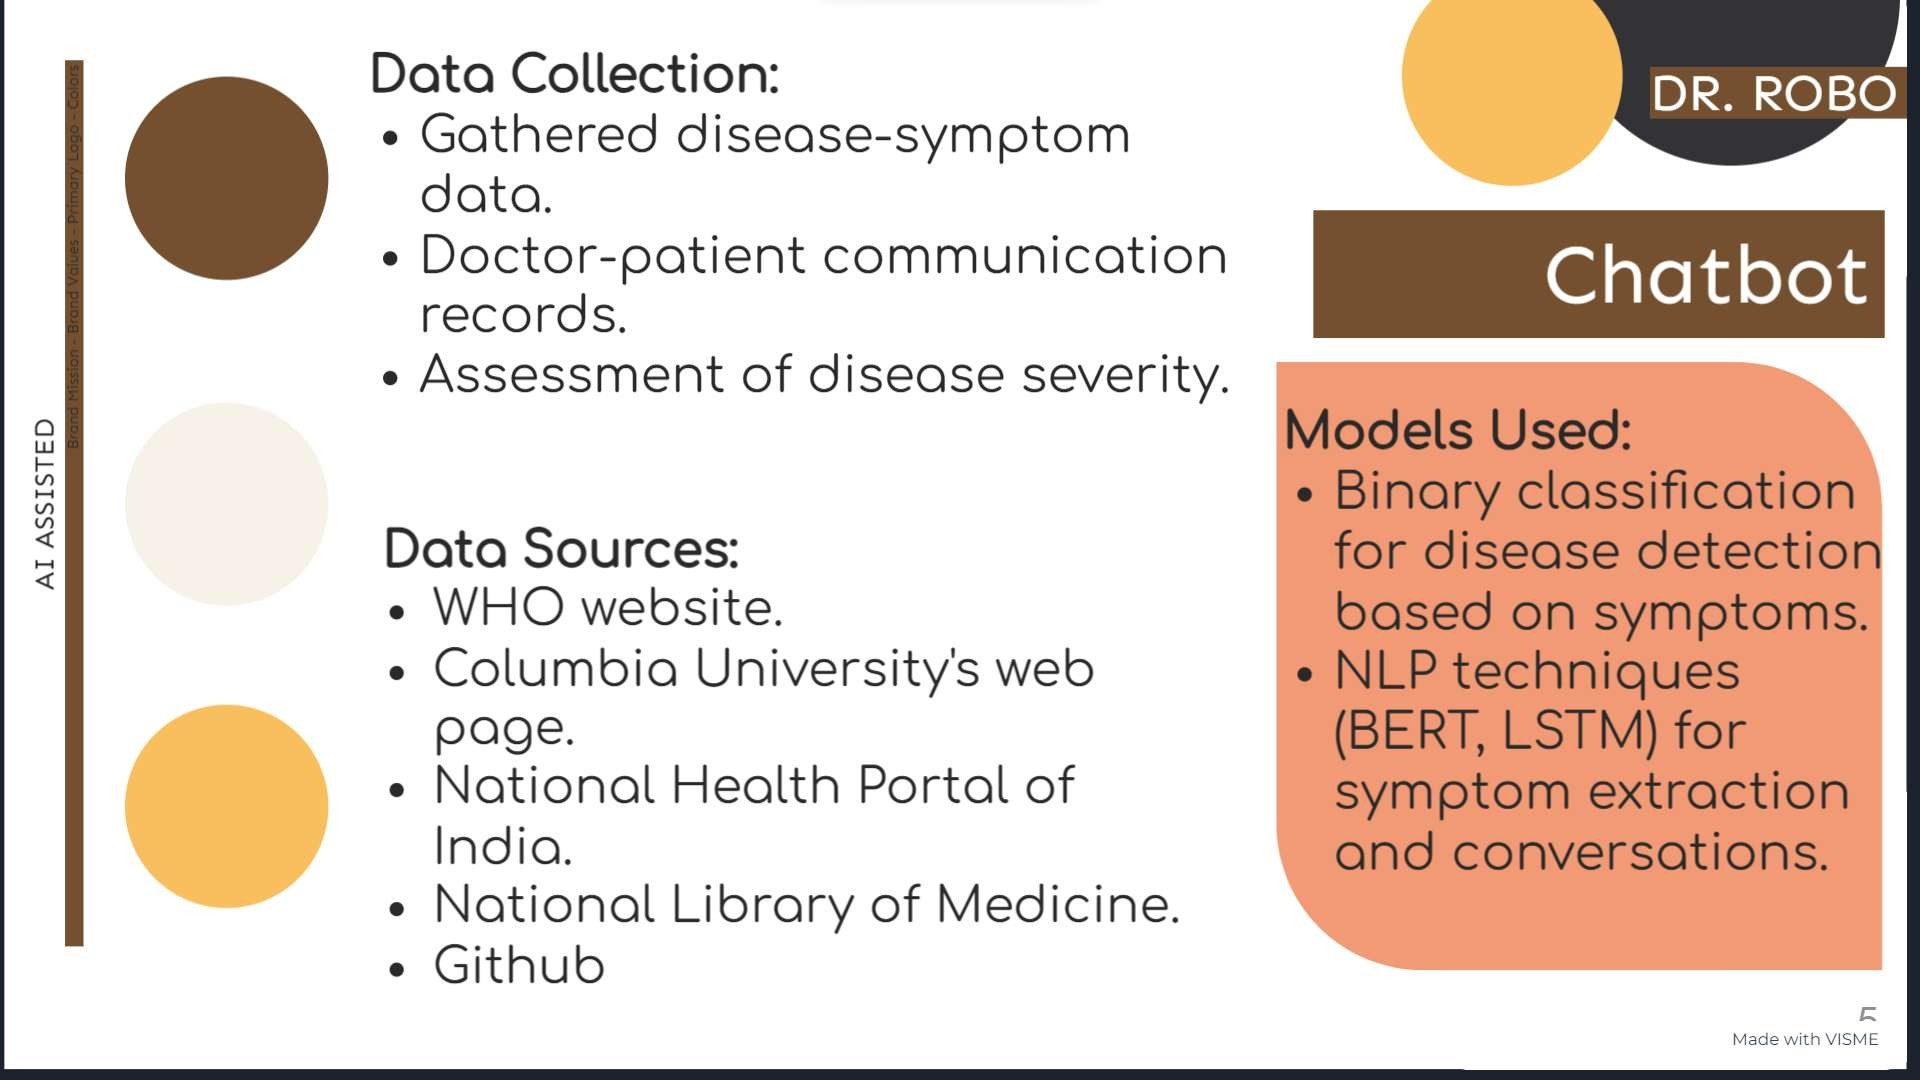 AI ASSISTED
Brand Mission - Brand Values - Primary Logo - Colors
Data Collection:
• Gathered disease-symptom
data.
• Doctor-patient communication
records.
• Assessment of disease severity.
Data Sources:
• WHO website.
• Columbia University's web
page.
• National Health Portal of
India.
• National Library of Medicine.
• Github
DR. ROBO
Chatbot
Models Used:
• Binary classification
for disease detection
based on symptoms.
• NLP techniques
(BERT, LSTM) for
symptom extraction
and conversations.
5
Made with VISME